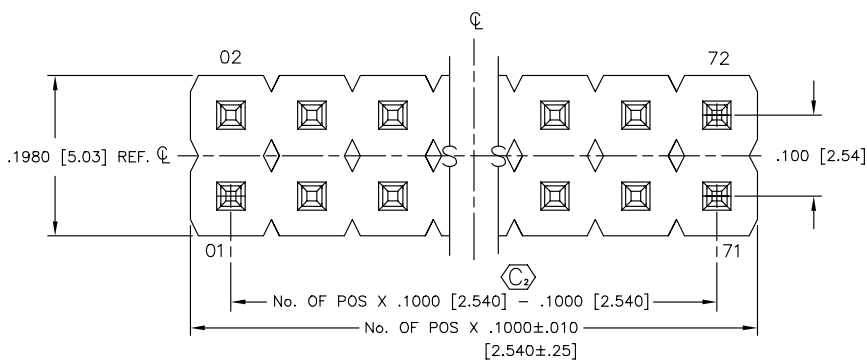 ℄
02 72
.1980 [5.03] REF. ℄ S S .100 [2.54]
01 71
C₂
No. OF POS X .1000 [2.540] - .1000 [2.540]
No. OF POS X .1000±.010
[2.540±.25]